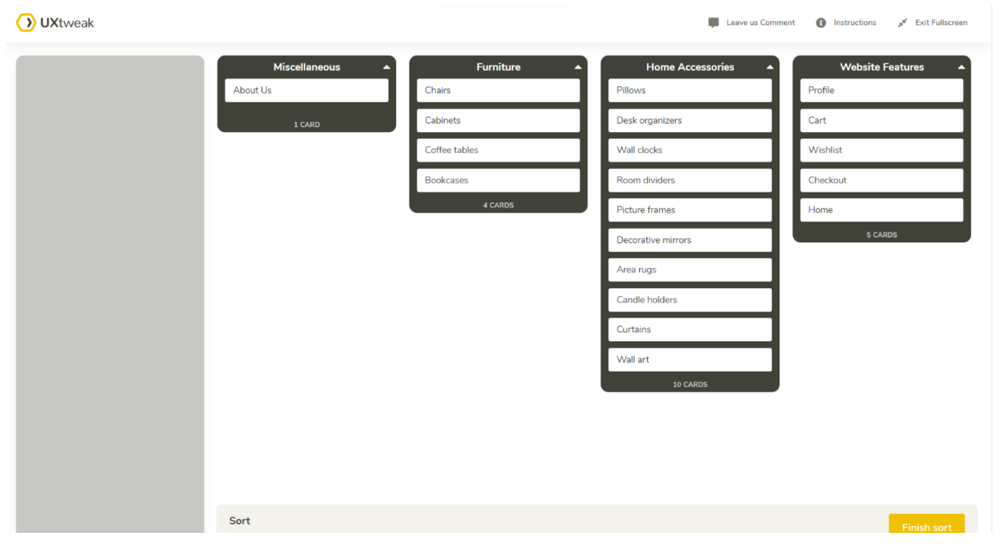 UXtweak
Leave us Comment
Instructions
Exit Fullscreen
Miscellaneous
About Us
1 CARD
Furniture
Chairs
Cabinets
Coffee tables
Bookcases
4 CARDS
Home Accessories
Pillows
Desk organizers
Wall clocks
Room dividers
Picture frames
Decorative mirrors
Area rugs
Candle holders
Curtains
Wall art
10 CARDS
Website Features
Profile
Cart
Wishlist
Checkout
Home
5 CARDS
Sort
Finish sort